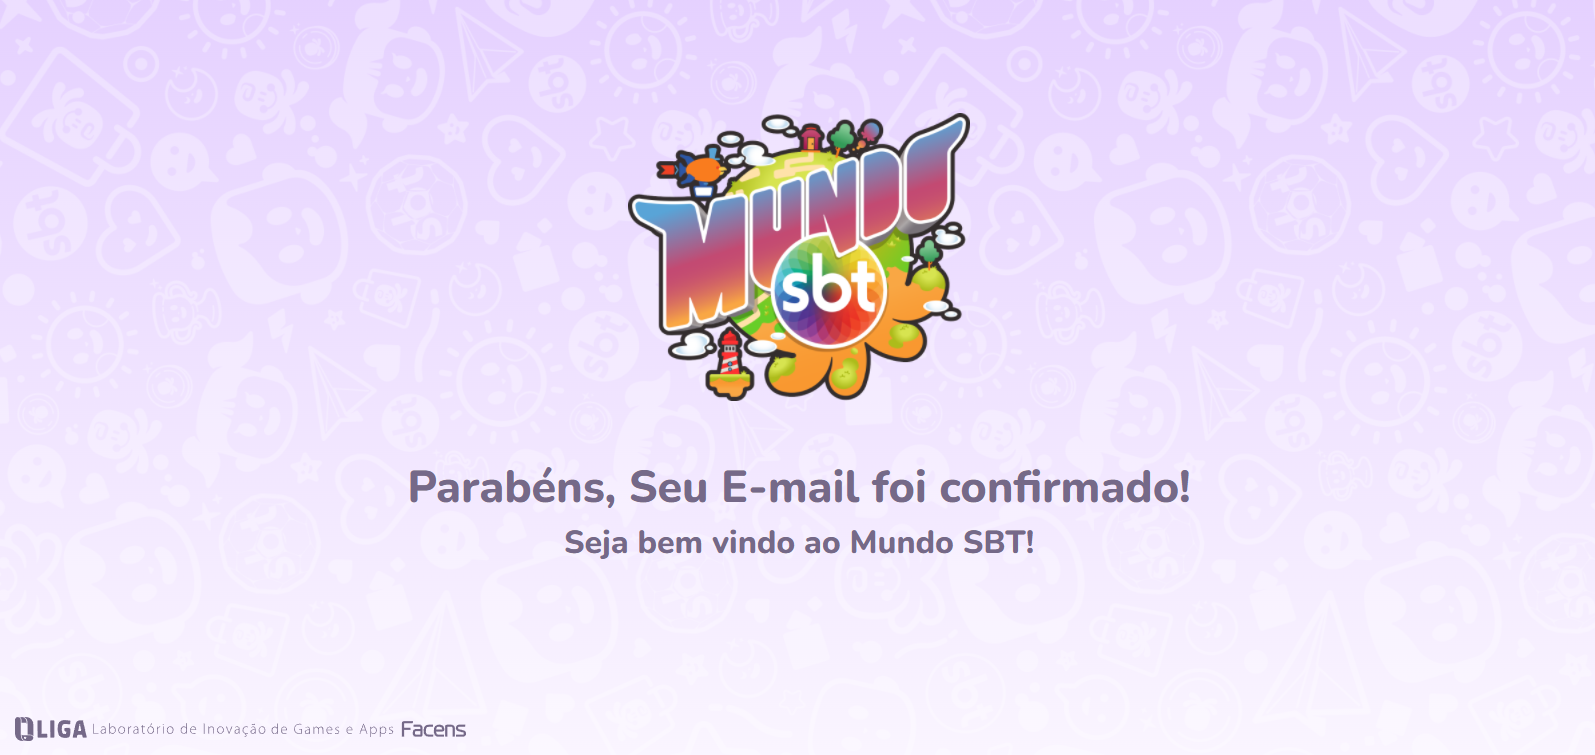 MUNDO
sbt
Parabéns, Seu E-mail foi confirmado!
Seja bem vindo ao Mundo SBT!
LIGA Laboratório de Inovação de Games e Apps Facens